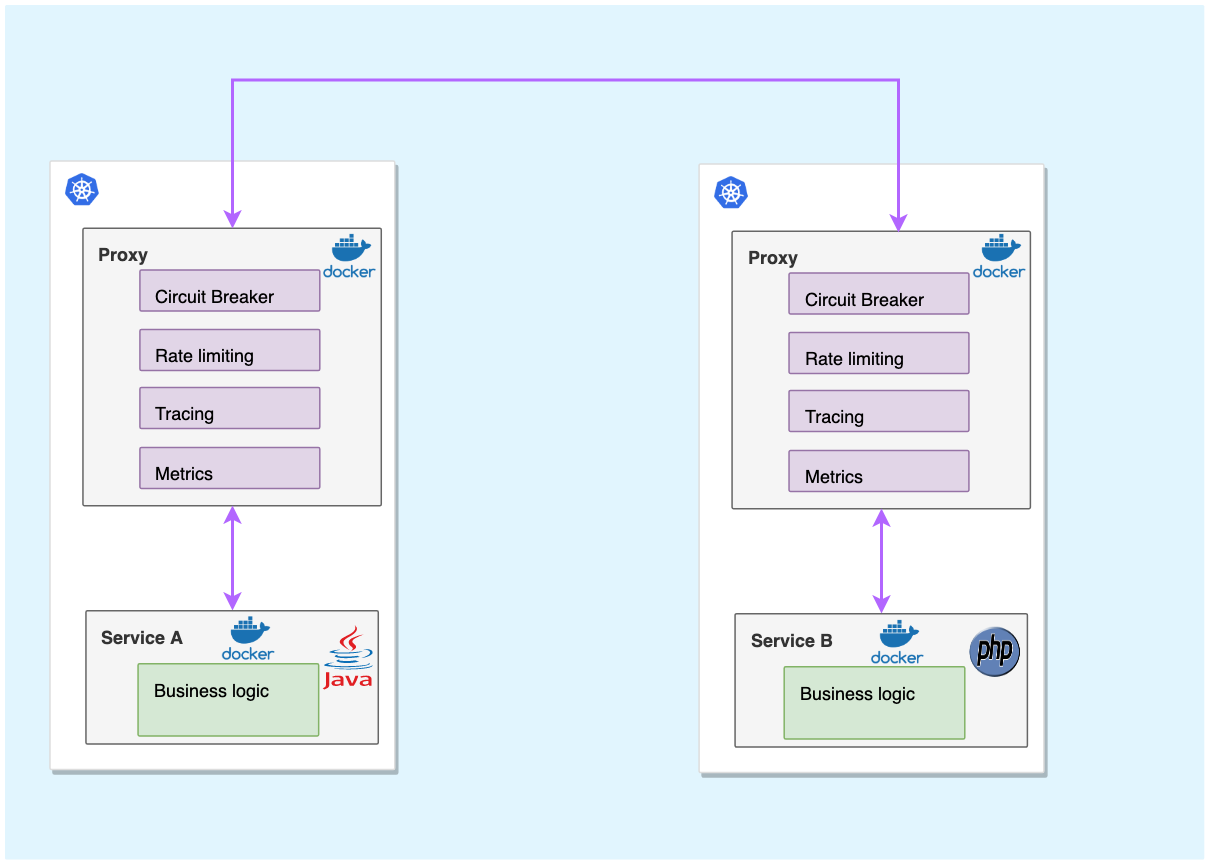 Proxy
docker
Circuit Breaker
Rate limiting
Tracing
Metrics
Service A
docker
Java
Business logic
Proxy
docker
Circuit Breaker
Rate limiting
Tracing
Metrics
Service B
docker
php
Business logic